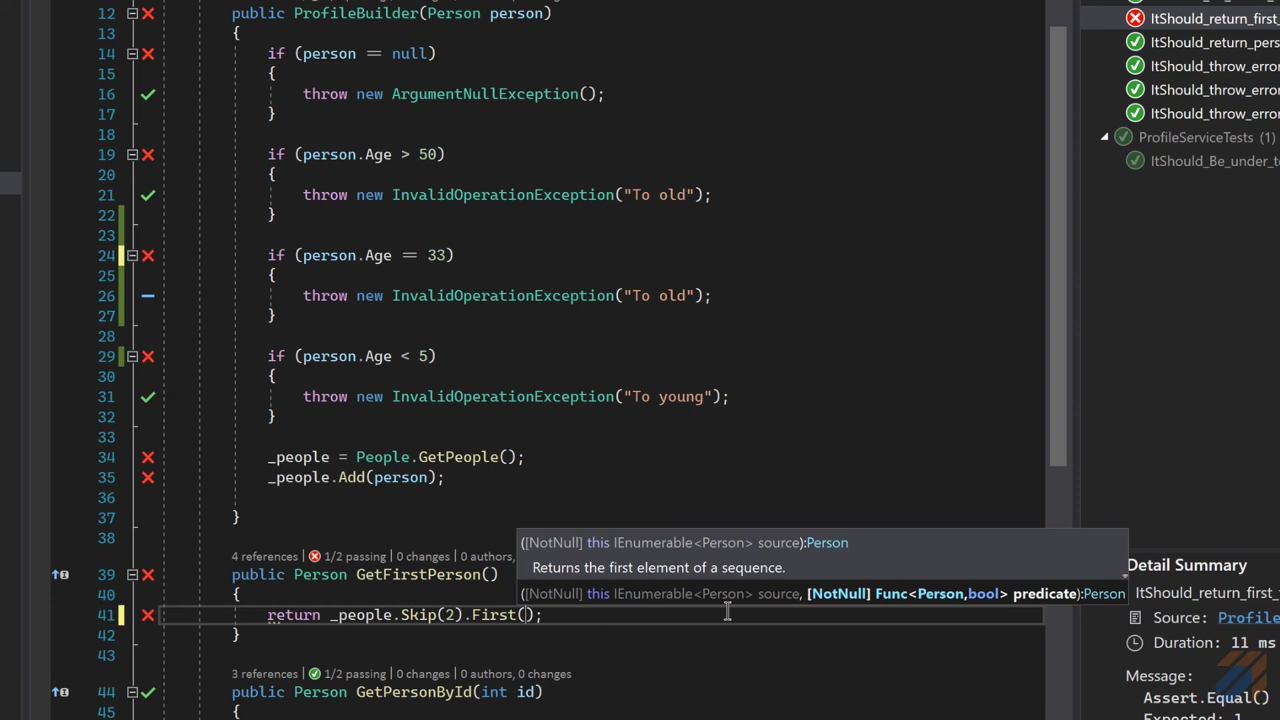 12 public ProfileBuilder(Person person)
13 {
14 if (person == null)
15 {
16 throw new ArgumentNullException();
17 }
18
19 if (person.Age > 50)
20 {
21 throw new InvalidOperationException("To old");
22 }
23
24 if (person.Age == 33)
25 {
26 throw new InvalidOperationException("To old");
27 }
28
29 if (person.Age < 5)
30 {
31 throw new InvalidOperationException("To young");
32 }
33
34 _people = People.GetPeople();
35 _people.Add(person);
36
37 }
38
4 references | 1/2 passing | 0 changes | 0 authors,
39 public Person GetFirstPerson()
40 {
41 return _people.Skip(2).First();
42 }
43
3 references | 1/2 passing | 0 changes | 0 authors, 0 changes
44 public Person GetPersonById(int id)
45 {
([NotNull] this IEnumerable<Person> source):Person
Returns the first element of a sequence.
([NotNull] this IEnumerable<Person> source, [NotNull] Func<Person,bool> predicate):Person
ItShould_return_first_
ItShould_return_pers
ItShould_throw_error
ItShould_throw_error
ItShould_throw_error
ProfileServiceTests
ItShould_Be_under_t
Detail Summary
ItShould_return_first_
Source: Profile
Duration: 11 ms
Message:
Assert.Equal()
Expected: 1